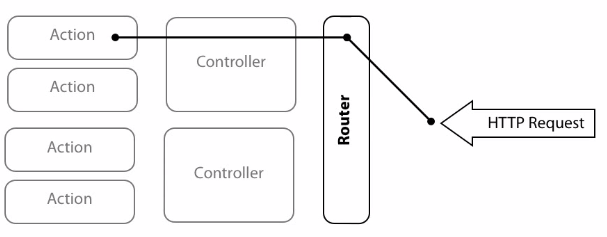 Action
Action
Action
Action
Controller
Controller
Router
HTTP Request